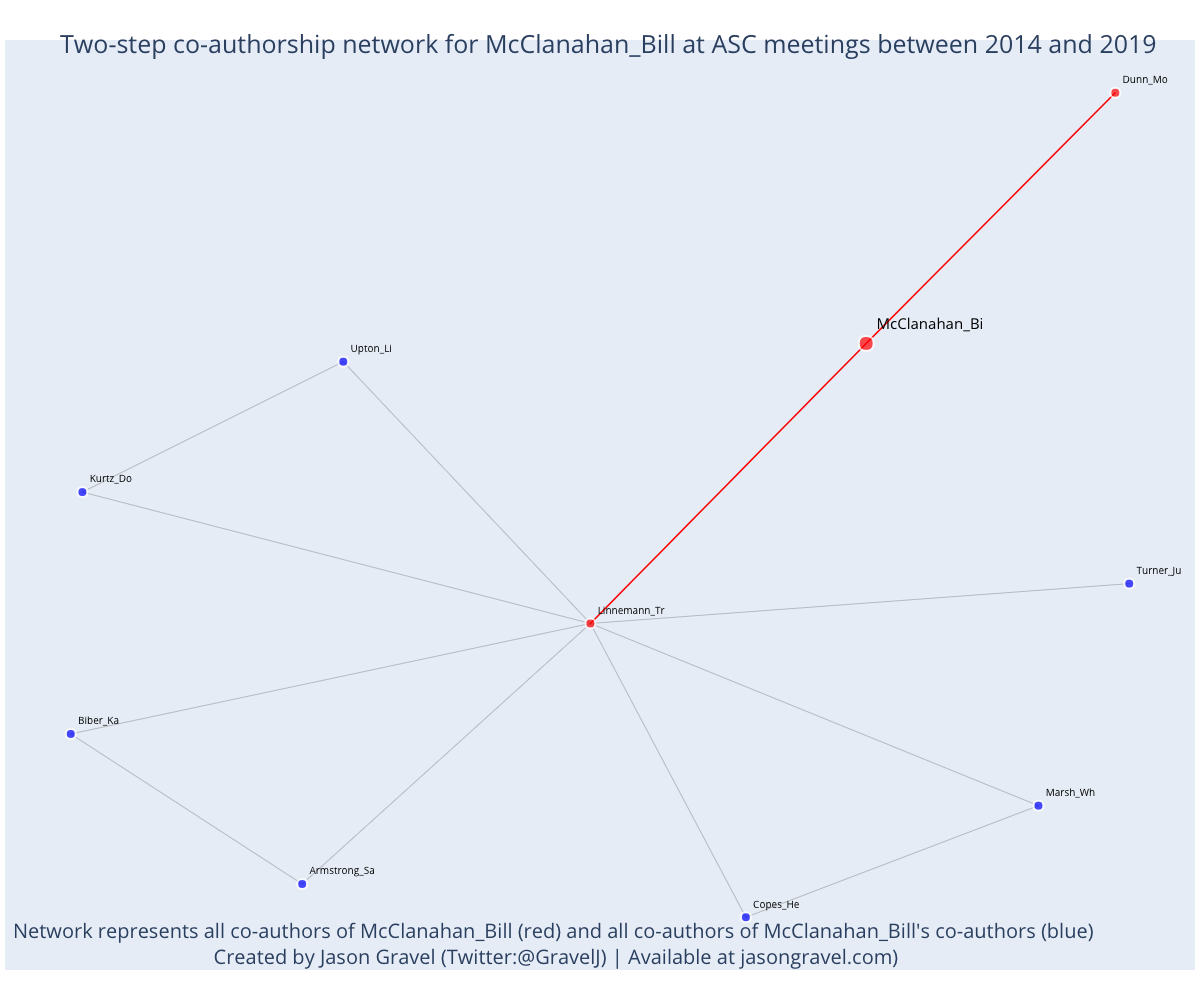 Two-step co-authorship network for McClanahan_Bill at ASC meetings between 2014 and 2019
Dunn_Mo
McClanahan_Bi
Upton_Li
Kurtz_Do
Turner_Ju
Linnemann_Tr
Biber_Ka
Marsh_Wh
Armstrong_Sa
Copes_He
Network represents all co-authors of McClanahan_Bill (red) and all co-authors of McClanahan_Bill's co-authors (blue)
Created by Jason Gravel (Twitter:@GravelJ) | Available at jasongravel.com)